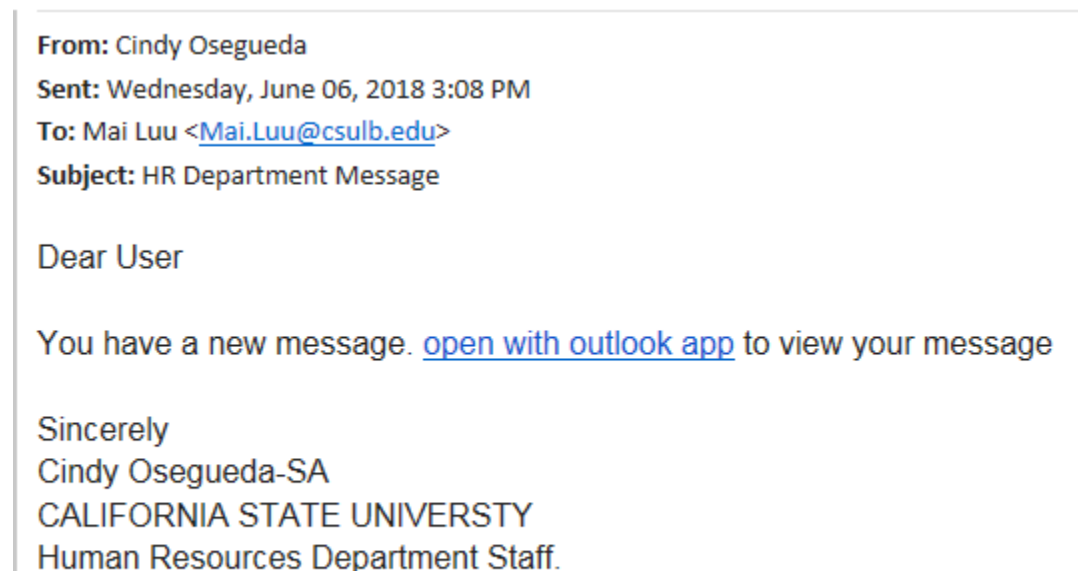 From: Cindy Osegueda
Sent: Wednesday, June 06, 2018 3:08 PM
To: Mai Luu <Mai.Luu@csulb.edu>
Subject: HR Department Message
Dear User
You have a new message. open with outlook app to view your message
Sincerely
Cindy Osegueda-SA
CALIFORNIA STATE UNIVERSTY
Human Resources Department Staff.